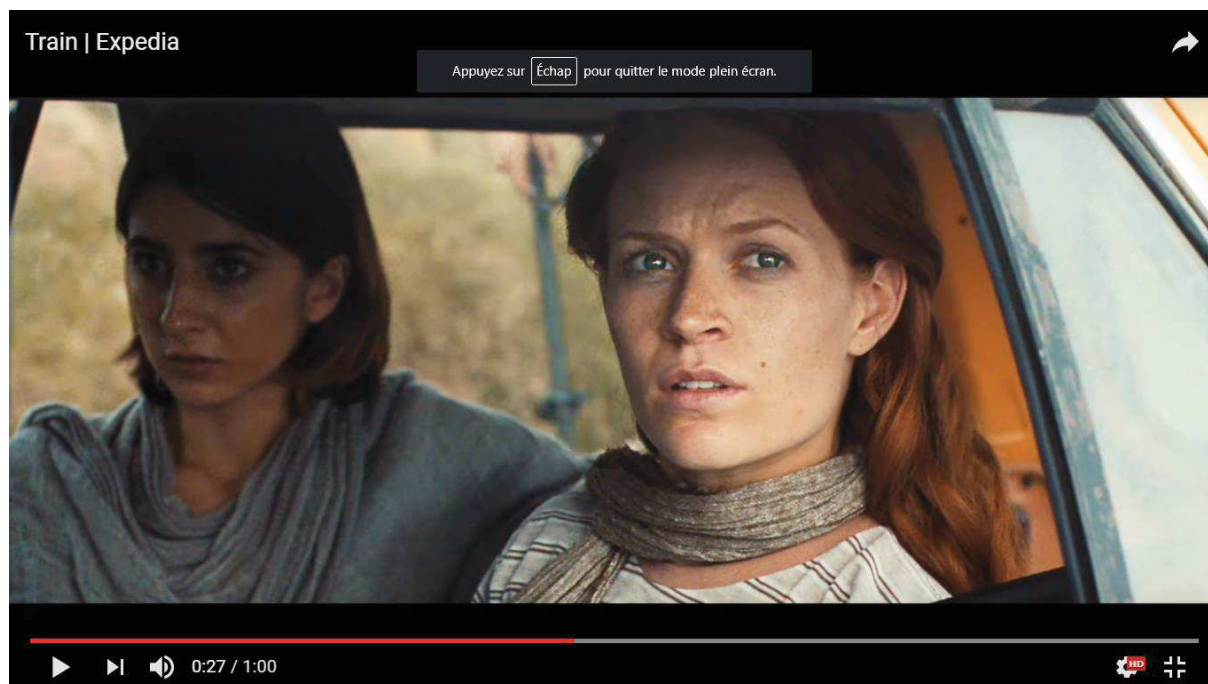 Train | Expedia
Appuyez sur Échap pour quitter le mode plein écran.
0:27 / 1:00
HD